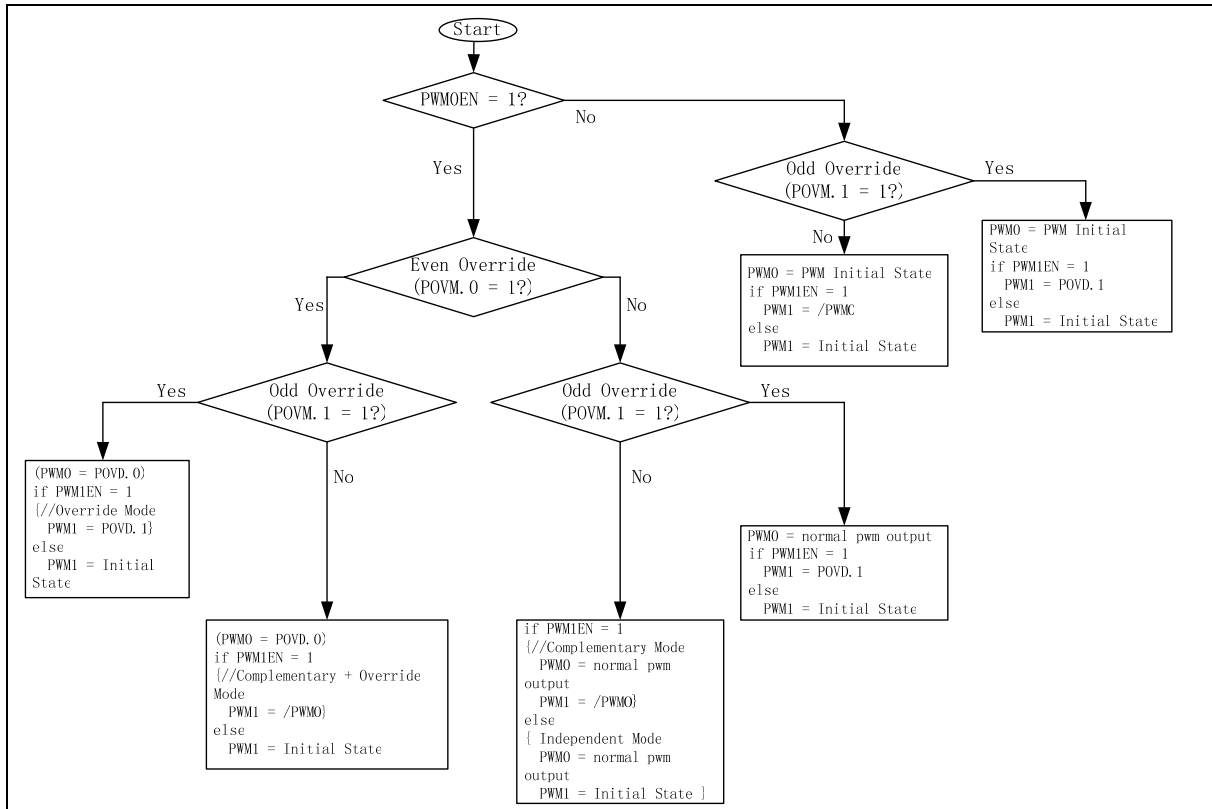 Start
PWM0EN = 1?
No
Yes
Odd Override
(POVM.1 = 1?)
Yes
No
PWM0 = PWM Initial
State
if PWM1EN = 1
PWM1 = POVD.1
else
PWM1 = Initial State
PWM0 = PWM Initial State
if PWM1EN = 1
PWM1 = /PWMC
else
PWM1 = Initial State
Even Override
(POVM.0 = 1?)
Yes
No
Odd Override
(POVM.1 = 1?)
Yes
No
Odd Override
(POVM.1 = 1?)
Yes
No
(PWM0 = POVD.0)
if PWM1EN = 1
{//Override Mode
PWM1 = POVD.1}
else
PWM1 = Initial
State
PWM0 = normal pwm output
if PWM1EN = 1
PWM1 = POVD.1
else
PWM1 = Initial State
(PWM0 = POVD.0)
if PWM1EN = 1
{//Complementary + Override
Mode
PWM1 = /PWM0}
else
PWM1 = Initial State
if PWM1EN = 1
{//Complementary Mode
PWM0 = normal pwm
output
PWM1 = /PWM0}
else
{ Independent Mode
PWM0 = normal pwm
output
PWM1 = Initial State }